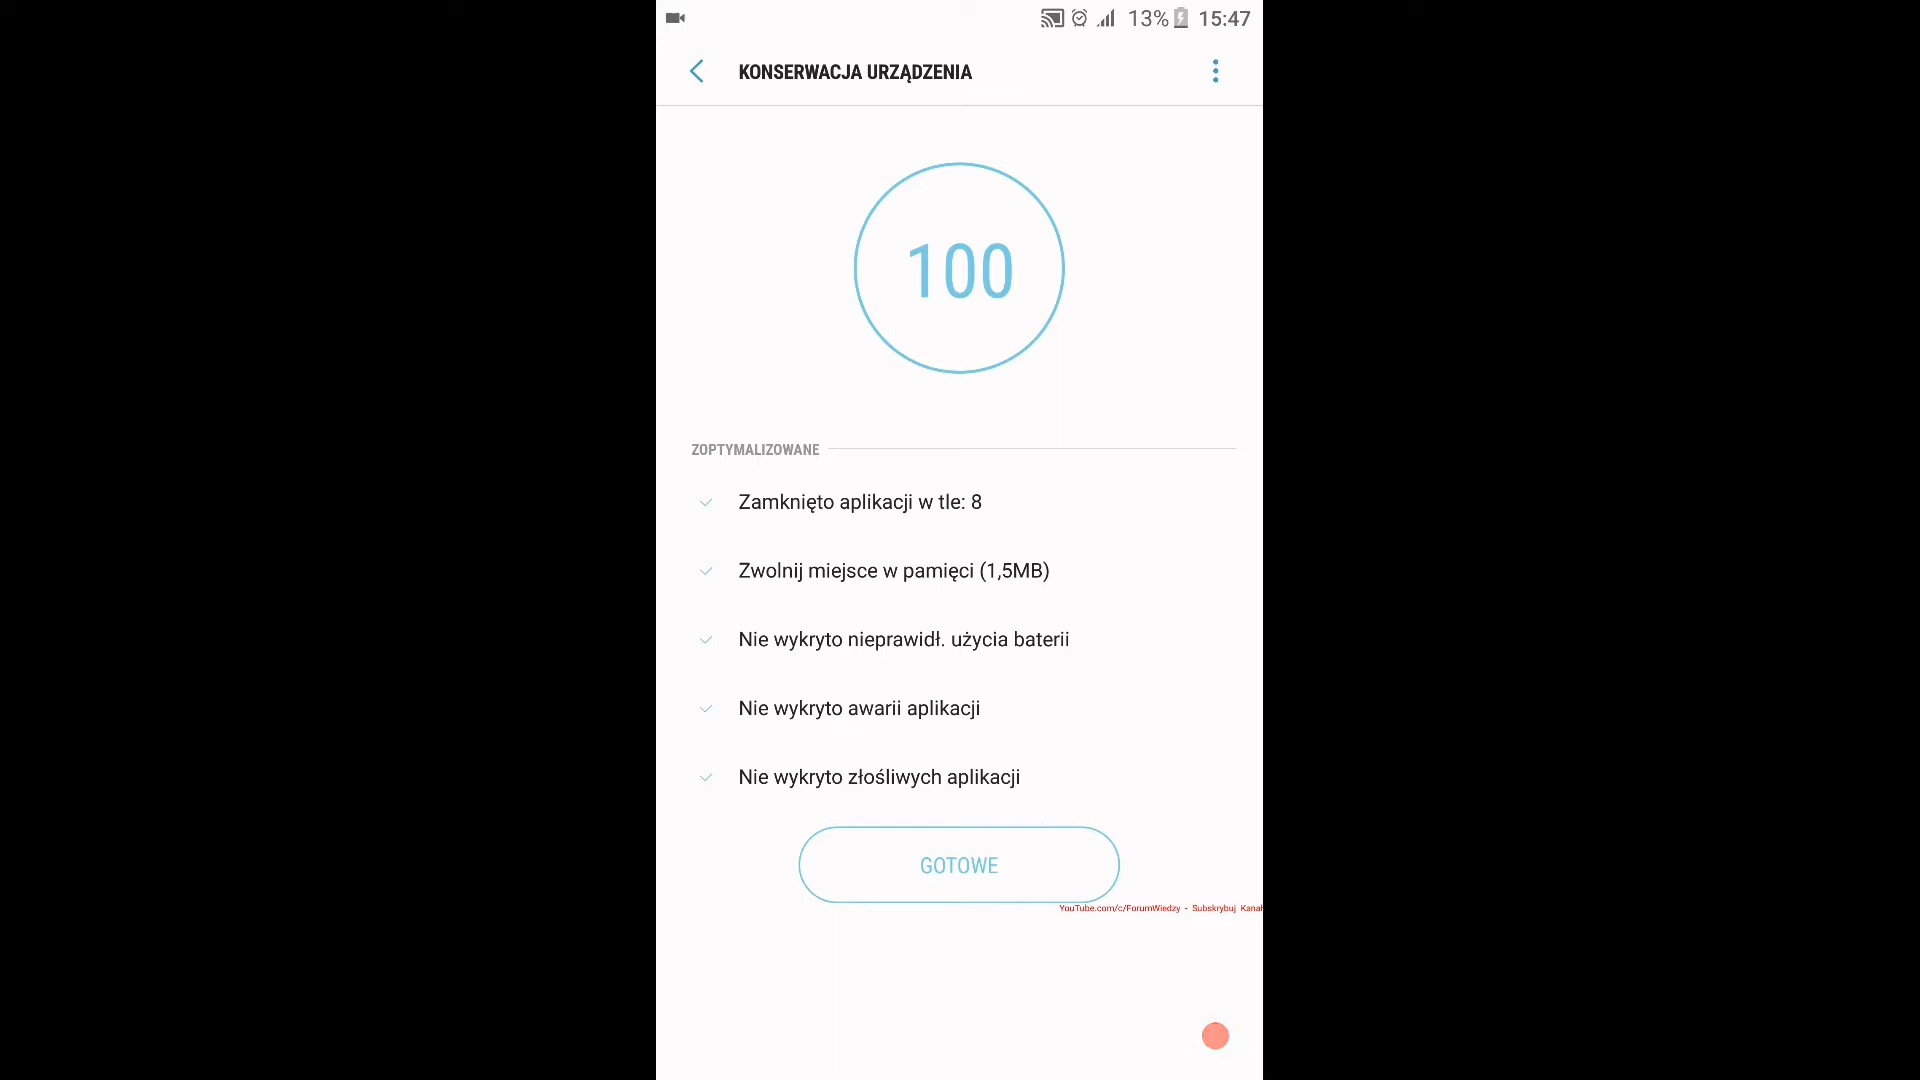 13% 15:47
KONSERWACJA URZĄDZENIA
100
ZOPTYMALIZOWANE
Zamknięto aplikacji w tle: 8
Zwolnij miejsce w pamięci (1,5MB)
Nie wykryto nieprawidł. użycia baterii
Nie wykryto awarii aplikacji
Nie wykryto złośliwych aplikacji
GOTOWE
YouTube.com/c/ForumWiedzy - Subskrybuj Kanał